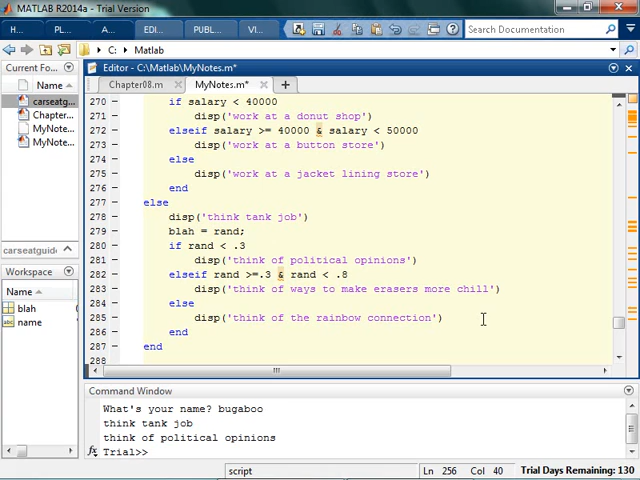 MATLAB R2014a - Trial Version
H...
P...
A...
EDI...
PU...
VI...
Search Documentation
C:
Matlab
Current Fo...
Editor - C:\Matlab\MyNotes.m*
Name
Chapter08.m
MyNotes.m*
carseatg...
Chapter...
MyNote...
MyNote...
carseatguid...
Workspace
Name
blah
name
270 if salary < 40000
271 disp('work at a donut shop')
272 elseif salary >= 40000 & salary < 50000
273 disp('work at a button store')
274 else
275 disp('work at a jacket lining store')
276 end
277 else
278 disp('think tank job')
279 blah = rand;
280 if rand < .3
281 disp('think of political opinions')
282 elseif rand >=.3 & rand < .8
283 disp('think of ways to make erasers more chill')
284 else
285 disp('think of the rainbow connection')
286 end
287 end
288
Command Window
What's your name? bugaboo
think tank job
think of political opinions
fx Trial>>
script
Ln 256 Col 40 Trial Days Remaining: 130